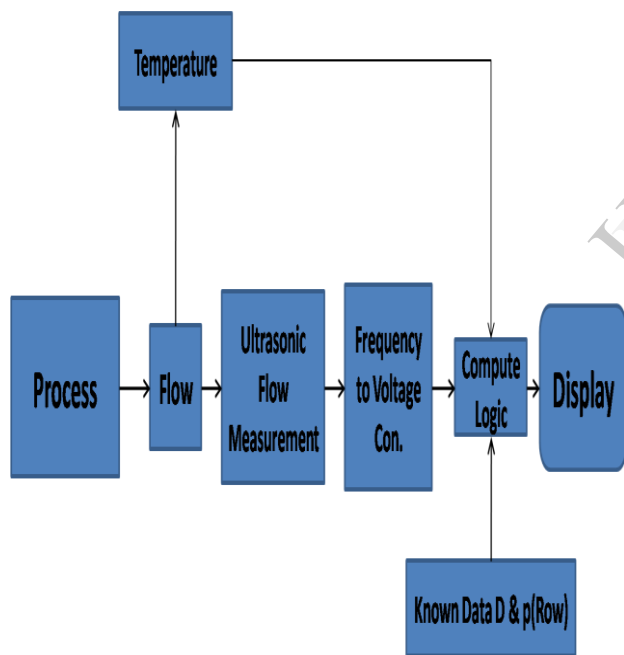 Temperature
Process
Flow
Ultrasonic
Flow
Measurement
Frequency
to Voltage
Con.
Compute
Logic
Display
Known Data D & p(Row)